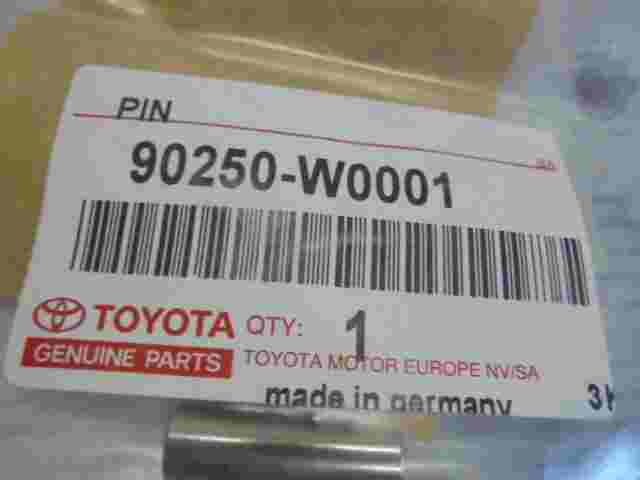 PIN
90250-W0001
TOYOTA QTY: 1
GENUINE PARTS TOYOTA MOTOR EUROPE NV/SA
made in germany